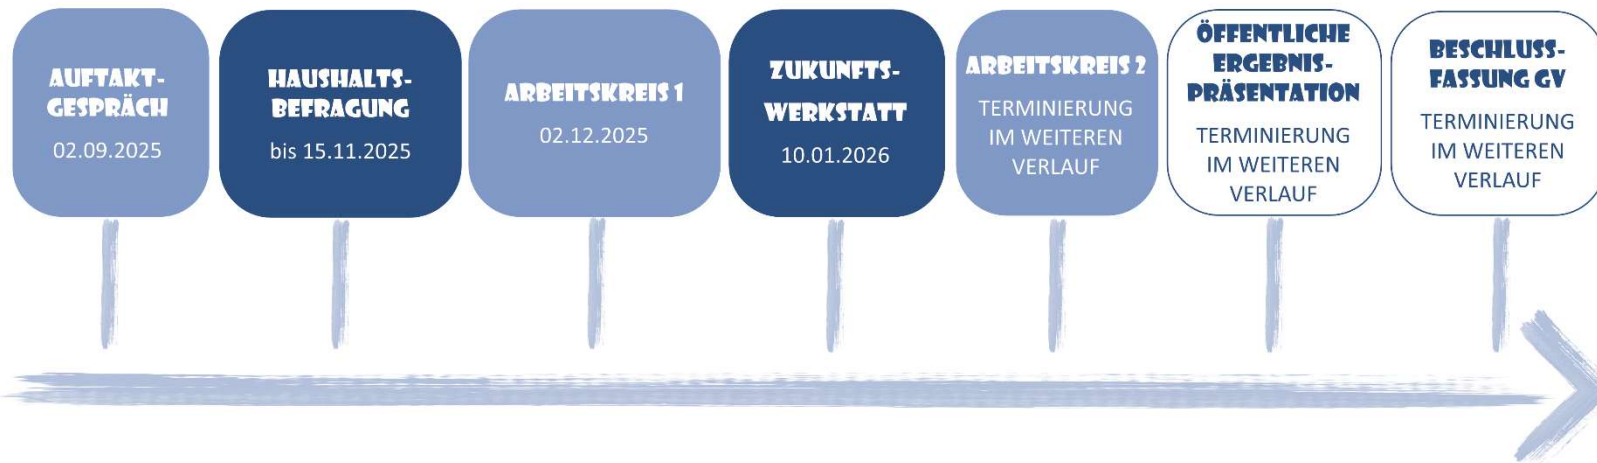 AUFTAKT-
GESPRÄCH
02.09.2025
HAUSHALTS-
BEFRAGUNG
bis 15.11.2025
ARBEITSKREIS 1
02.12.2025
ZUKUNFTS-
WERKSTATT
10.01.2026
ARBEITSKREIS 2
TERMINIERUNG
IM WEITEREN
VERLAUF
ÖFFENTLICHE
ERGEBNIS-
PRÄSENTATION
TERMINIERUNG
IM WEITEREN
VERLAUF
BESCHLUSS-
FASSUNG GV
TERMINIERUNG
IM WEITEREN
VERLAUF